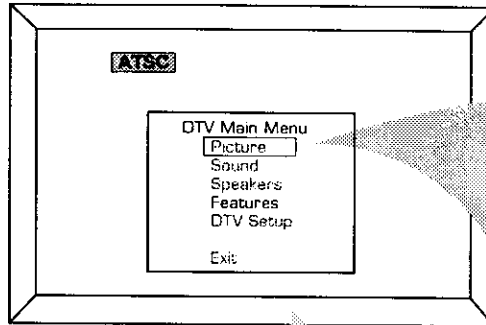 ATSC
DTV Main Menu
Picture
Sound
Speakers
Features
DTV Setup
Exit